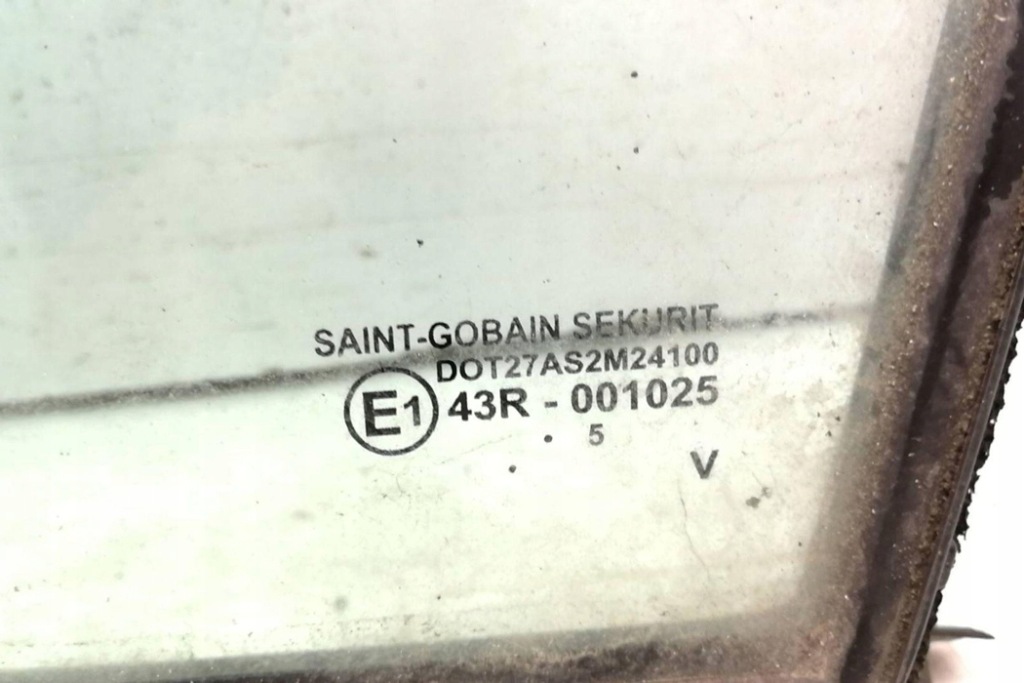 SAINT-GOBAIN SEKURIT
DOT27AS2M24100
E1 43R - 001025
. 5
. V